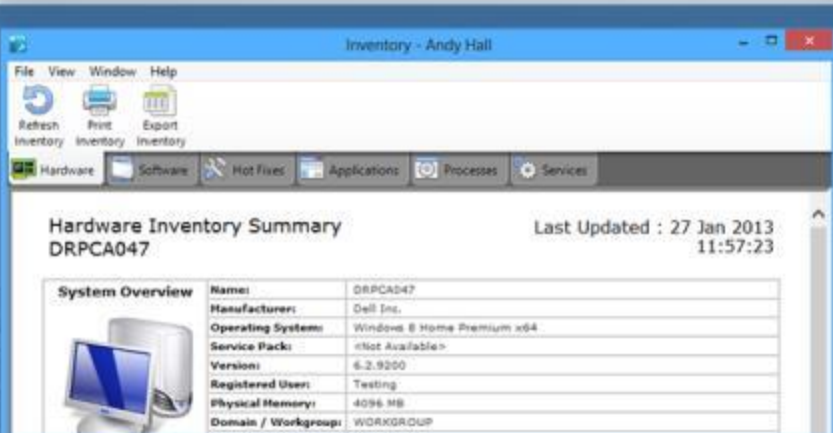 Inventory - Andy Hall
File View Window Help
Refresh Inventory
Print Inventory
Export Inventory
Hardware Software Hot Fixes Applications Processes Services
Hardware Inventory Summary
DRPCA047
Last Updated : 27 Jan 2013
11:57:23
System Overview
Name: DRPCA047
Manufacturer: Dell Inc.
Operating System: Windows 8 Home Premium x64
Service Pack: <Not Available>
Version: 6.2.9200
Registered User: Testing
Physical Memory: 4096 MB
Domain / Workgroup: WORKGROUP